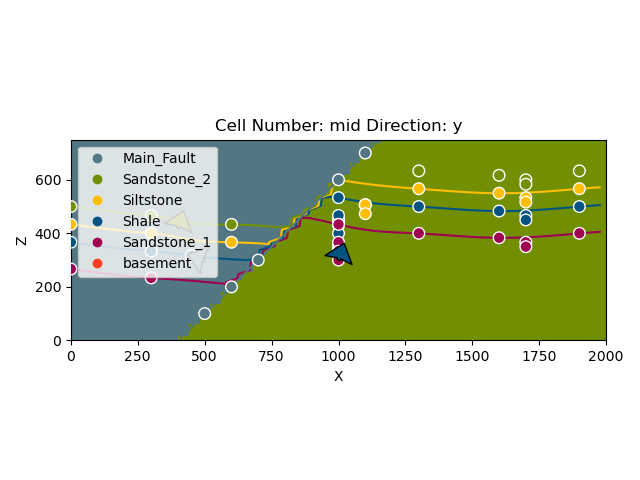 Cell Number: mid Direction: y
Main_Fault
Sandstone_2
Siltstone
Shale
Sandstone_1
basement
Z
600
400
200
0
0 250 500 750 1000 1250 1500 1750 2000
X